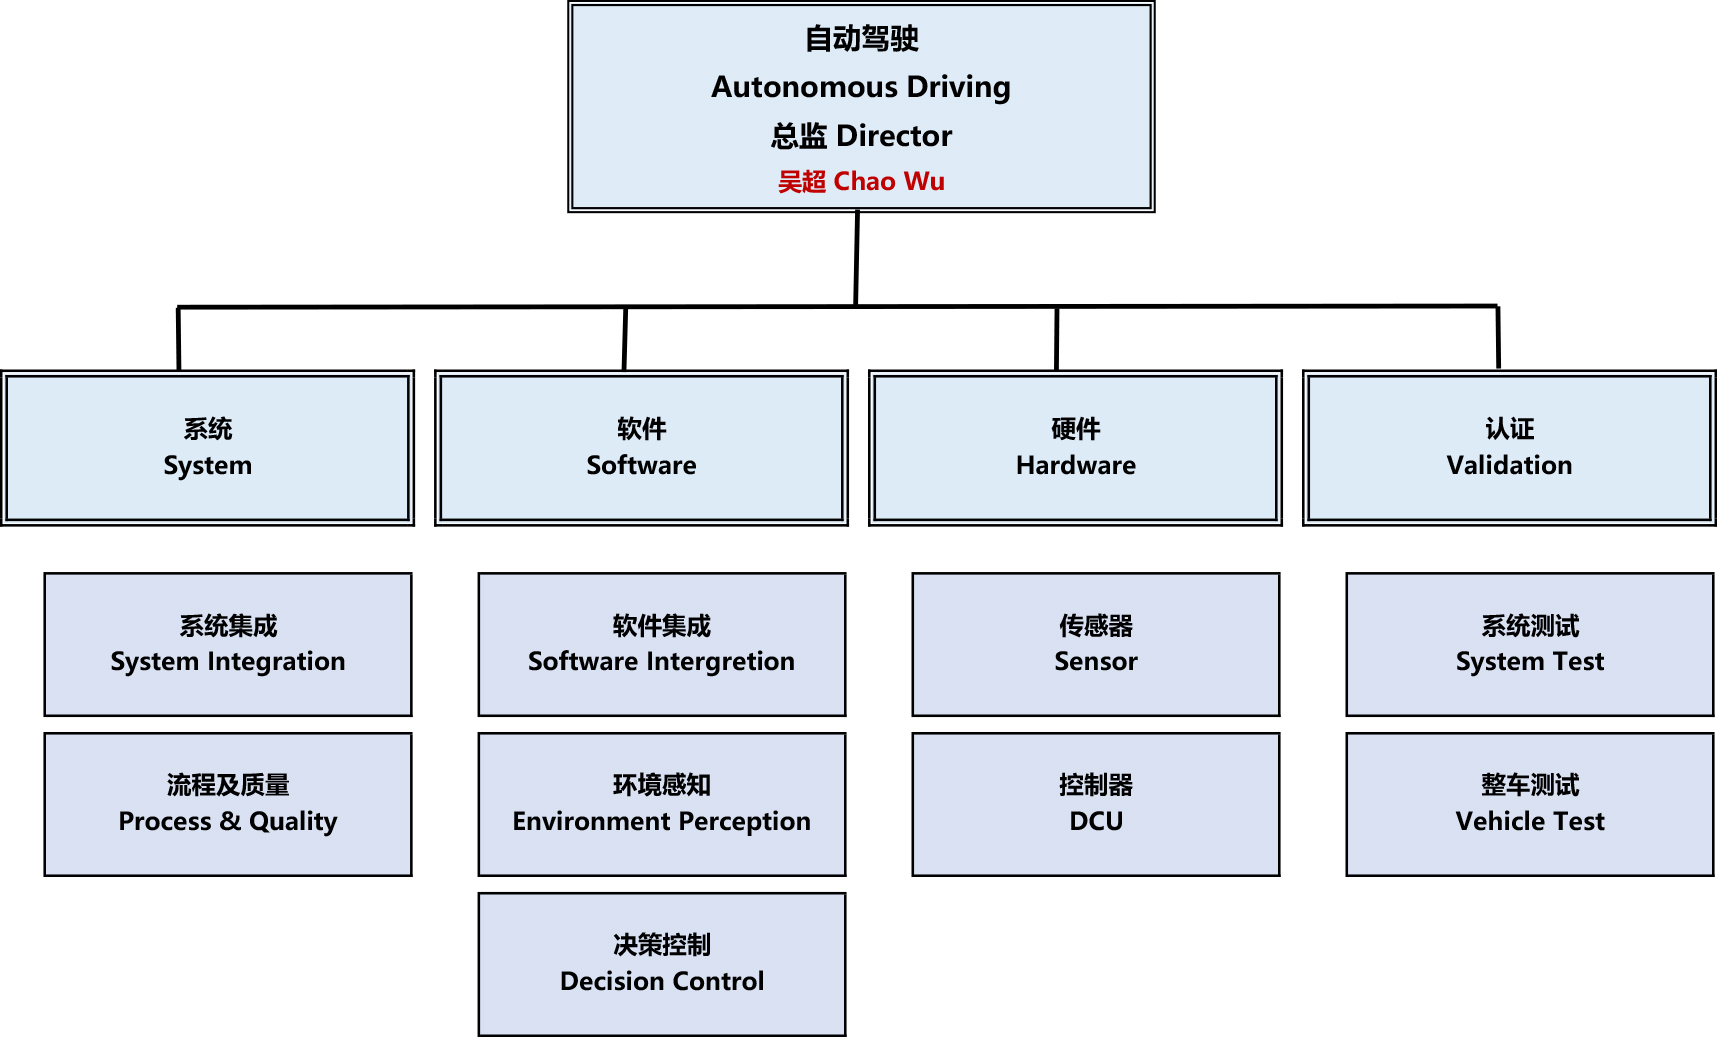 自动驾驶
Autonomous Driving
总监 Director
吴超 Chao Wu
系统
System
软件
Software
硬件
Hardware
认证
Validation
系统集成
System Integration
软件集成
Software Intergretion
传感器
Sensor
系统测试
System Test
流程及质量
Process & Quality
环境感知
Environment Perception
控制器
DCU
整车测试
Vehicle Test
决策控制
Decision Control